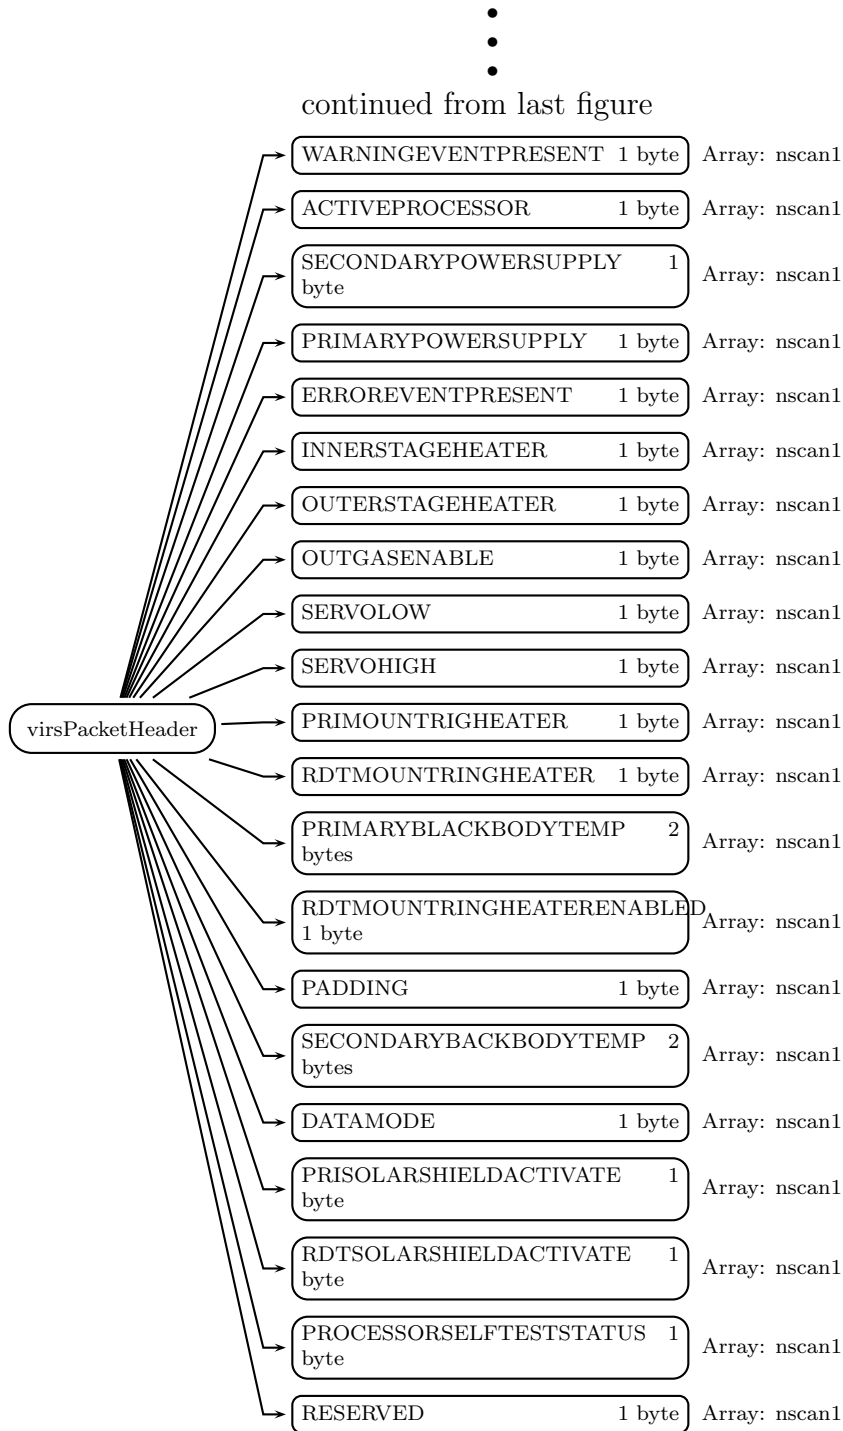 continued from last figure
WARNINGEVENTPRESENT 1 byte Array: nscan1
ACTIVEPROCESSOR 1 byte Array: nscan1
SECONDARYPOWERSUPPLY 1
byte Array: nscan1
PRIMARYPOWERSUPPLY 1 byte Array: nscan1
ERROREVENTPRESENT 1 byte Array: nscan1
INNERSTAGEHEATER 1 byte Array: nscan1
OUTERSTAGEHEATER 1 byte Array: nscan1
OUTGASENABLE 1 byte Array: nscan1
SERVOLOW 1 byte Array: nscan1
SERVOHIGH 1 byte Array: nscan1
virsPacketHeader
PRIMOUNTRIGHEATER 1 byte Array: nscan1
RDTMOUNTRINGHEATER 1 byte Array: nscan1
PRIMARYBLACKBODYTEMP 2
bytes Array: nscan1
RDTMOUNTRINGHEATERENABLED
1 byte Array: nscan1
PADDING 1 byte Array: nscan1
SECONDARYBACKBODYTEMP 2
bytes Array: nscan1
DATAMODE 1 byte Array: nscan1
PRISOLARSHIELDACTIVATE 1
byte Array: nscan1
RDTSOLARSHIELDACTIVATE 1
byte Array: nscan1
PROCESSORSELFTESTSTATUS 1
byte Array: nscan1
RESERVED 1 byte Array: nscan1